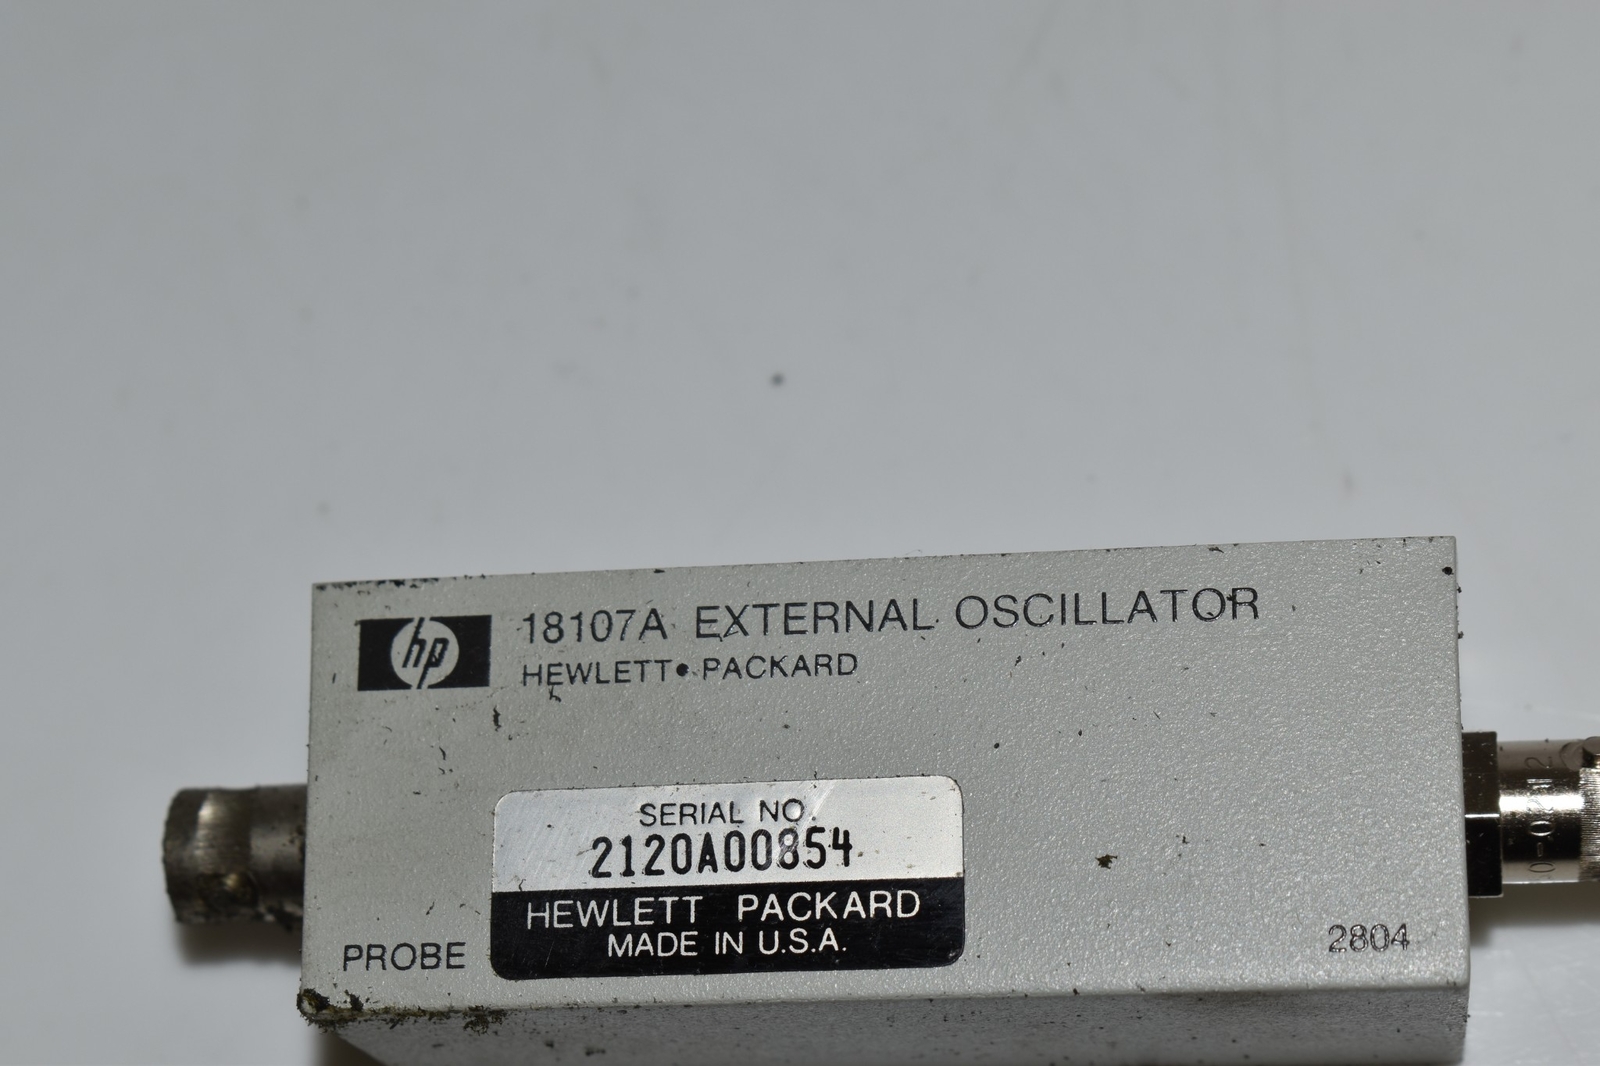 hp
18107A EXTERNAL OSCILLATOR
HEWLETT•PACKARD
SERIAL NO.
2120A00854
HEWLETT PACKARD
MADE IN U.S.A.
PROBE
2804